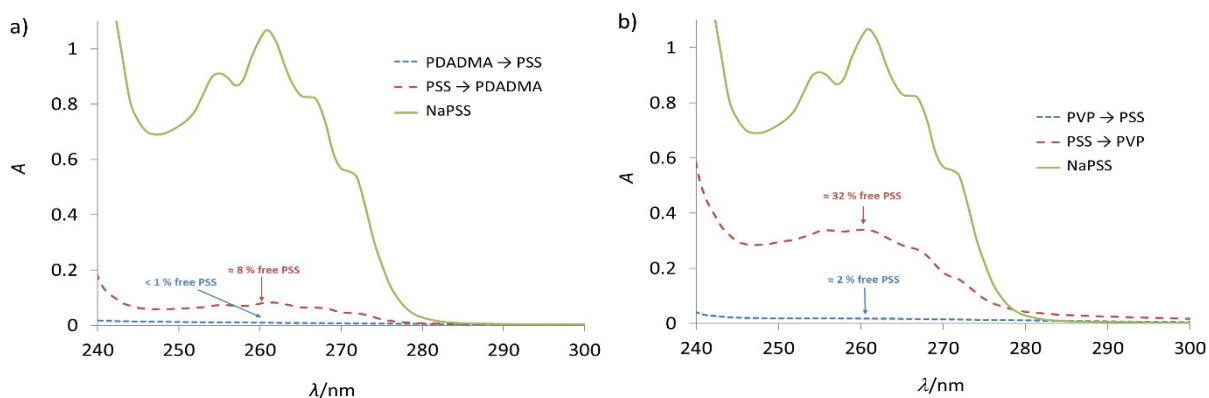 a)
A
1
0.8
0.6
0.4
0.2
0
240
250
260
270
280
290
300
λ/nm
PDADMA → PSS
PSS → PDADMA
NaPSS
< 1 % free PSS
≈ 8 % free PSS
b)
A
1
0.8
0.6
0.4
0.2
0
240
250
260
270
280
290
300
λ/nm
PVP → PSS
PSS → PVP
NaPSS
≈ 32 % free PSS
≈ 2 % free PSS